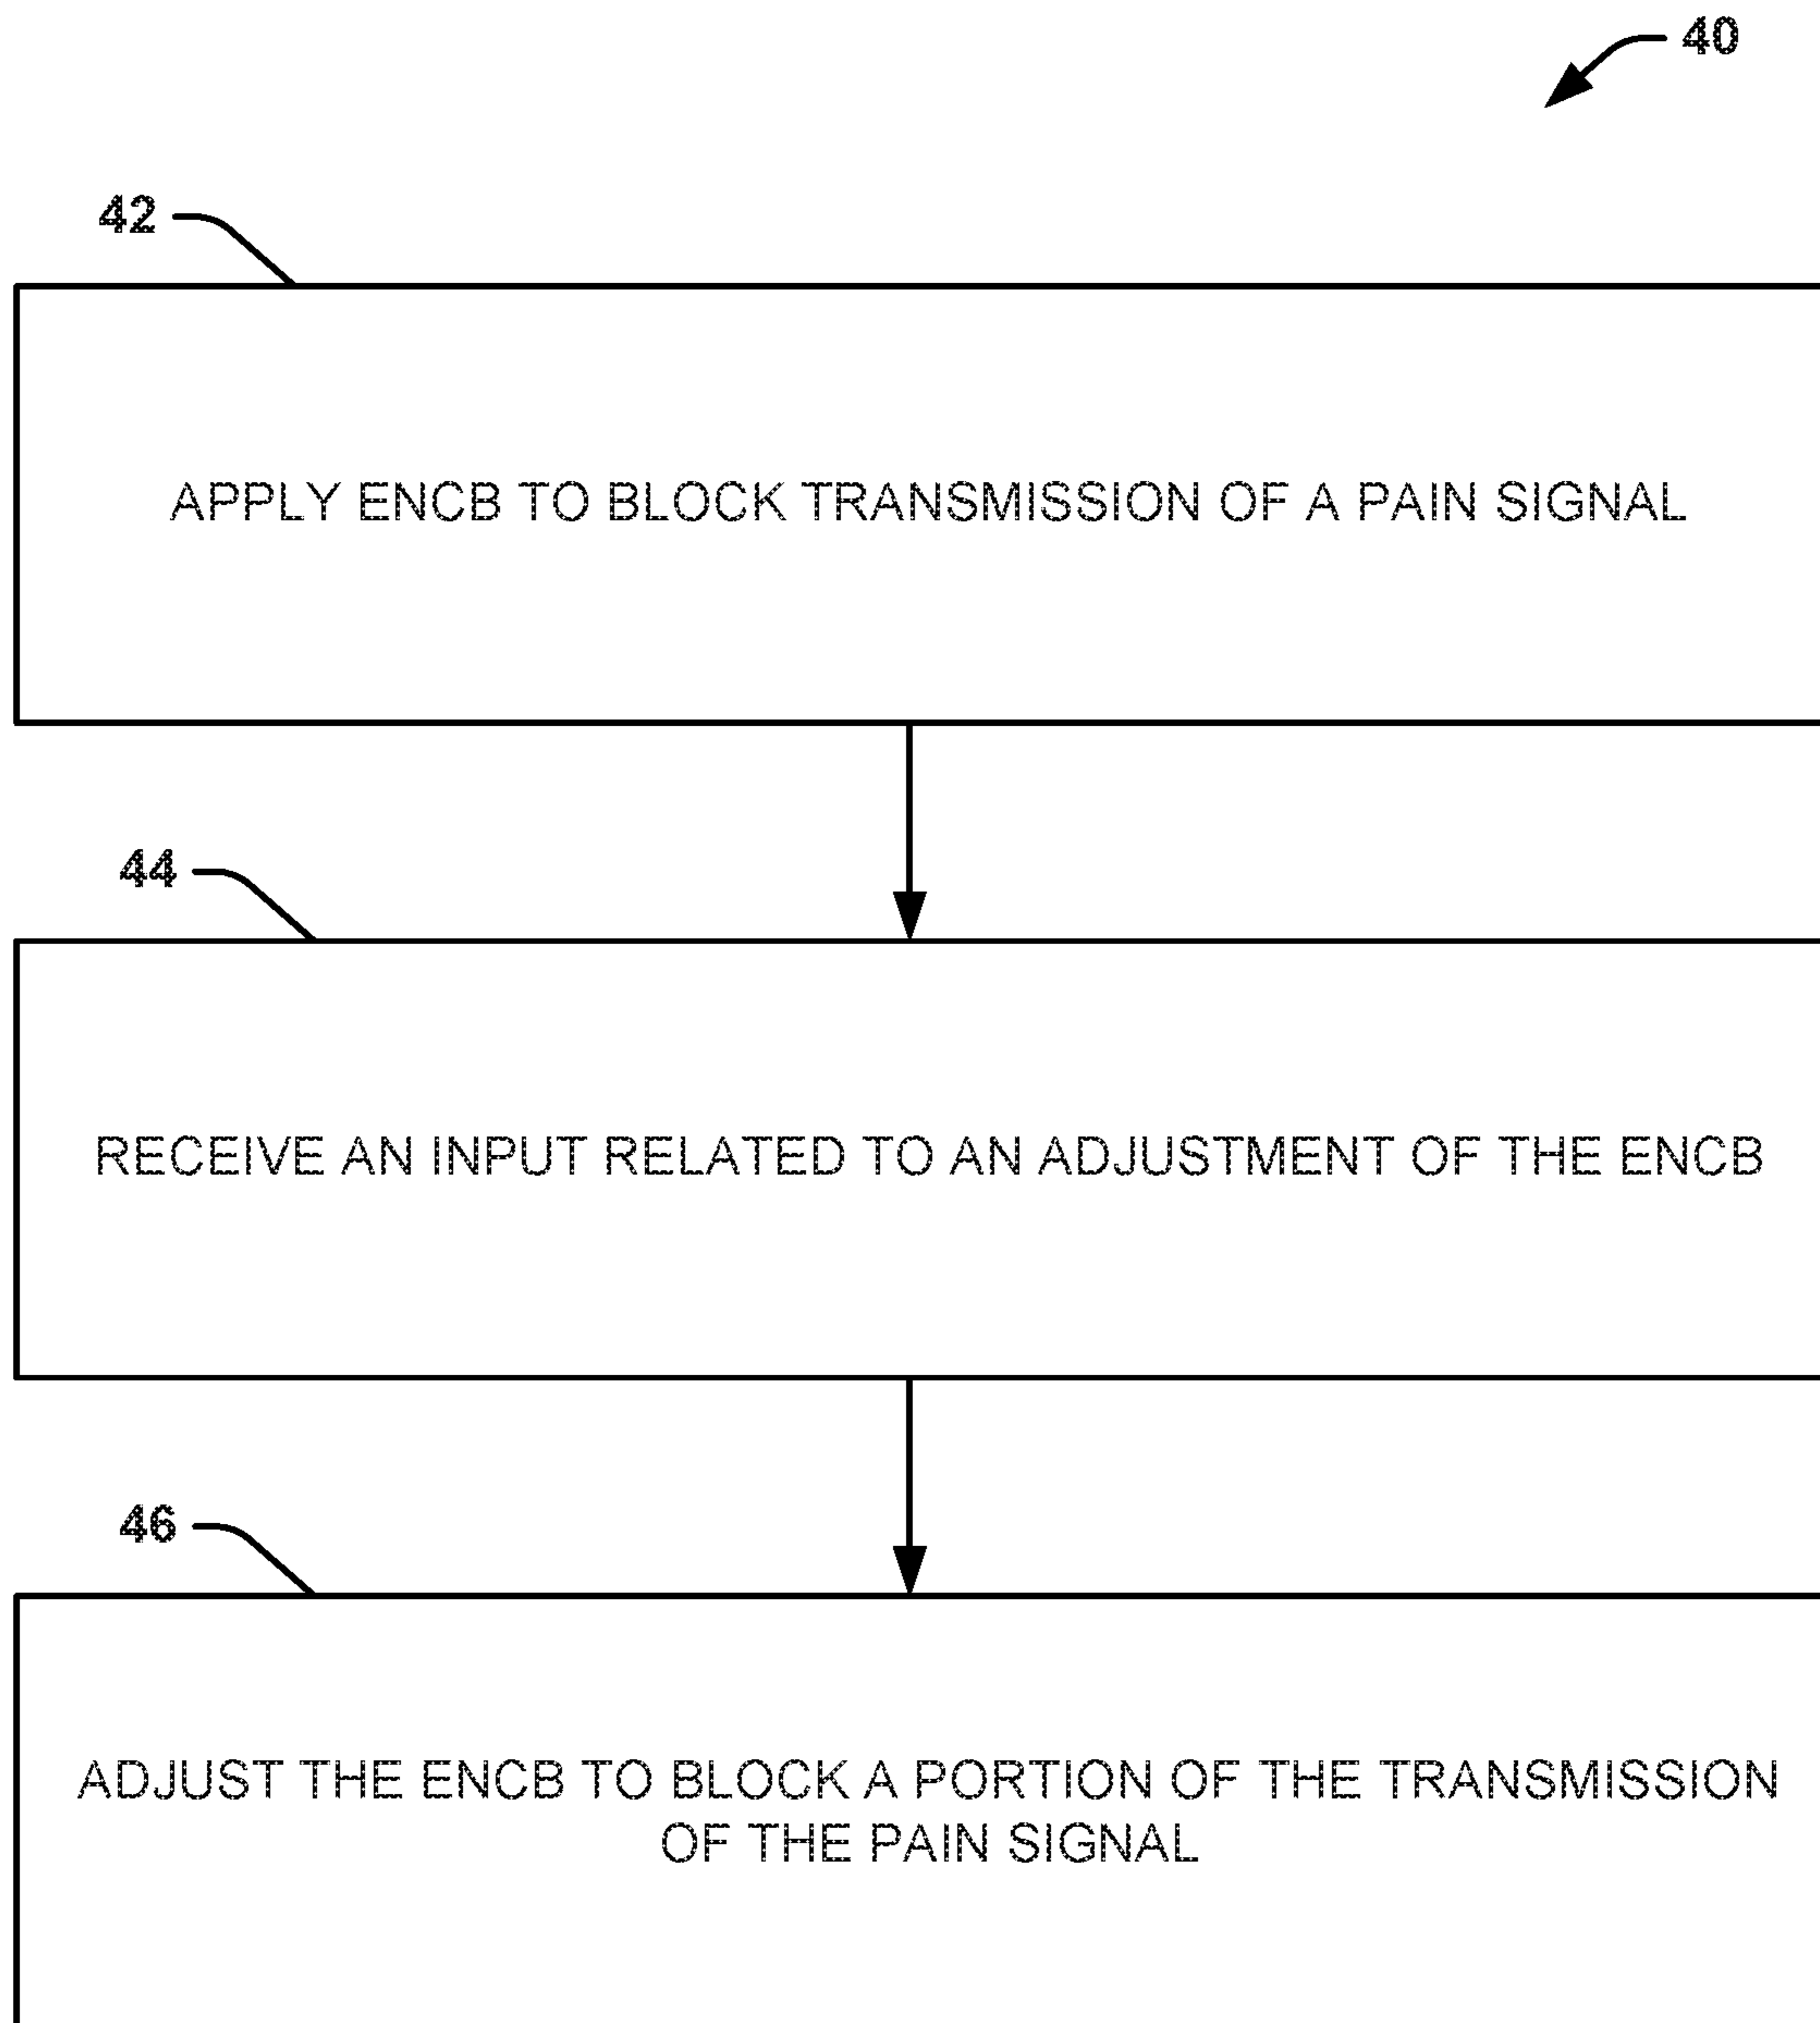 40
42
APPLY ENCB TO BLOCK TRANSMISSION OF A PAIN SIGNAL
44
RECEIVE AN INPUT RELATED TO AN ADJUSTMENT OF THE ENCB
46
ADJUST THE ENCB TO BLOCK A PORTION OF THE TRANSMISSION
OF THE PAIN SIGNAL